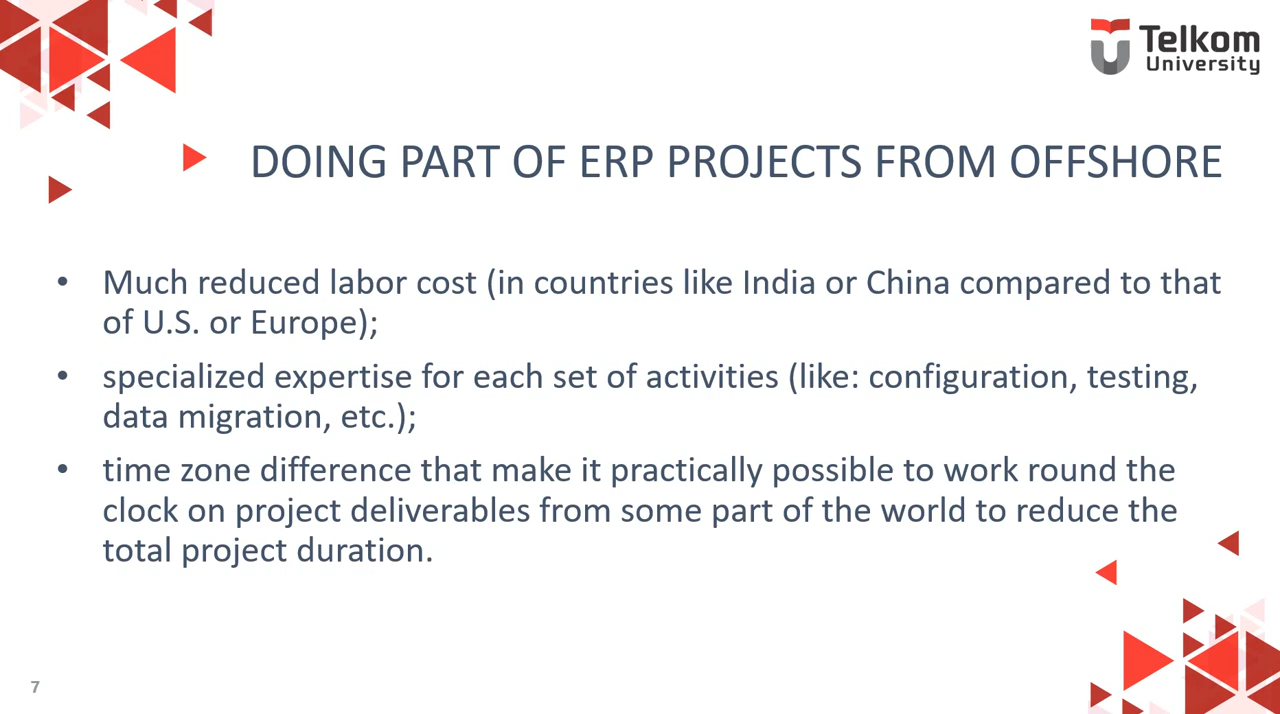 Telkom
University
DOING PART OF ERP PROJECTS FROM OFFSHORE
• Much reduced labor cost (in countries like India or China compared to that
of U.S. or Europe);
• specialized expertise for each set of activities (like: configuration, testing,
data migration, etc.);
• time zone difference that make it practically possible to work round the
clock on project deliverables from some part of the world to reduce the
total project duration.
7